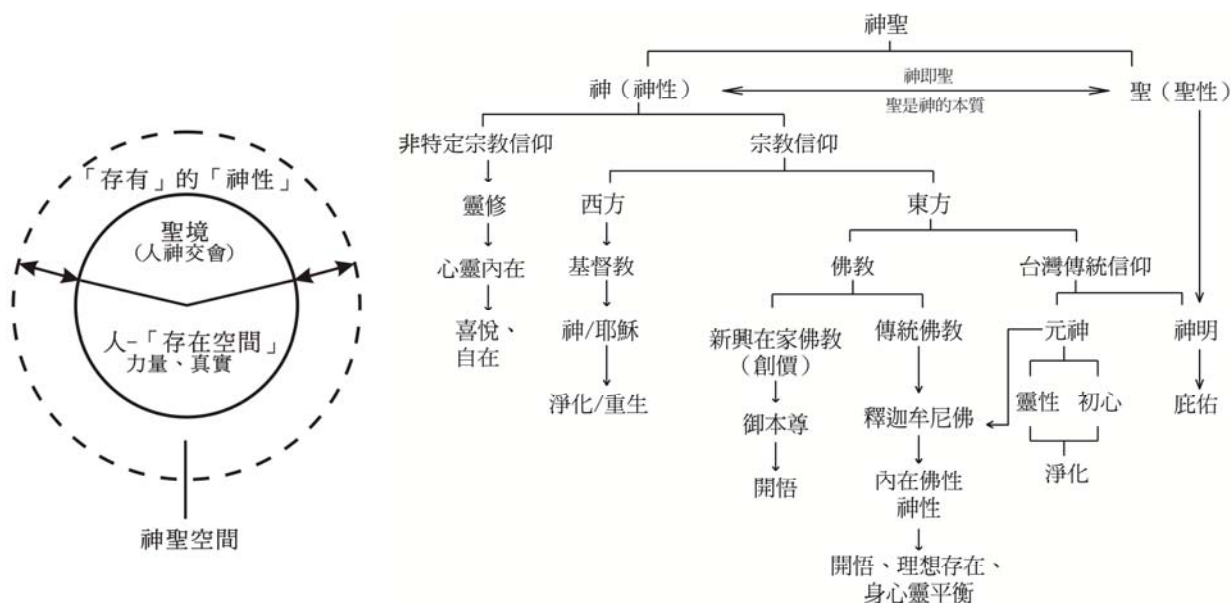 「存有」的「神性」
聖境
(人神交會)
人-「存在空間」
力量、真實
神聖空間
神聖
神（神性）
神即聖
聖是神的本質
聖（聖性）
非特定宗教信仰
宗教信仰
靈修
西方
東方
心靈內在
基督教
佛教
台灣傳統信仰
喜悅、
自在
神/耶穌
新興在家佛教
（創價）
傳統佛教
元神
神明
淨化/重生
御本尊
釋迦牟尼佛
靈性
初心
庇佑
開悟
內在佛性
神性
淨化
開悟、理想存在、
身心靈平衡